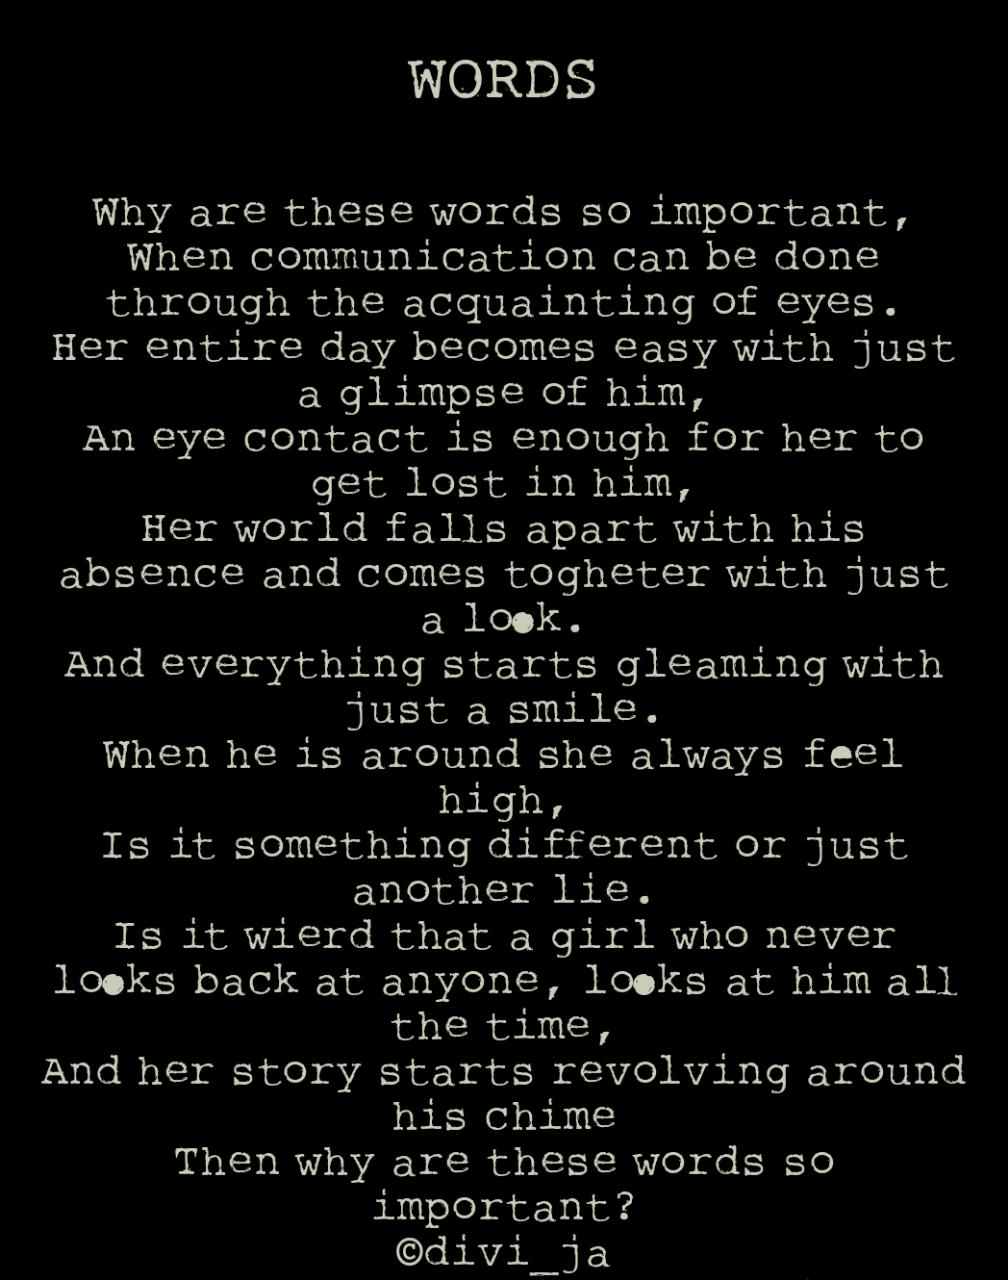 WORDS
Why are these words so important,
When communication can be done
through the acquainting of eyes.
Her entire day becomes easy with just
a glimpse of him,
An eye contact is enough for her to
get lost in him,
Her world falls apart with his
absence and comes togheter with just
a look.
And everything starts gleaming with
just a smile.
When he is around she always feel
high,
Is it something different or just
another lie.
Is it wierd that a girl who never
looks back at anyone, looks at him all
the time,
And her story starts revolving around
his chime
Then why are these words so
important?
©divi_ja